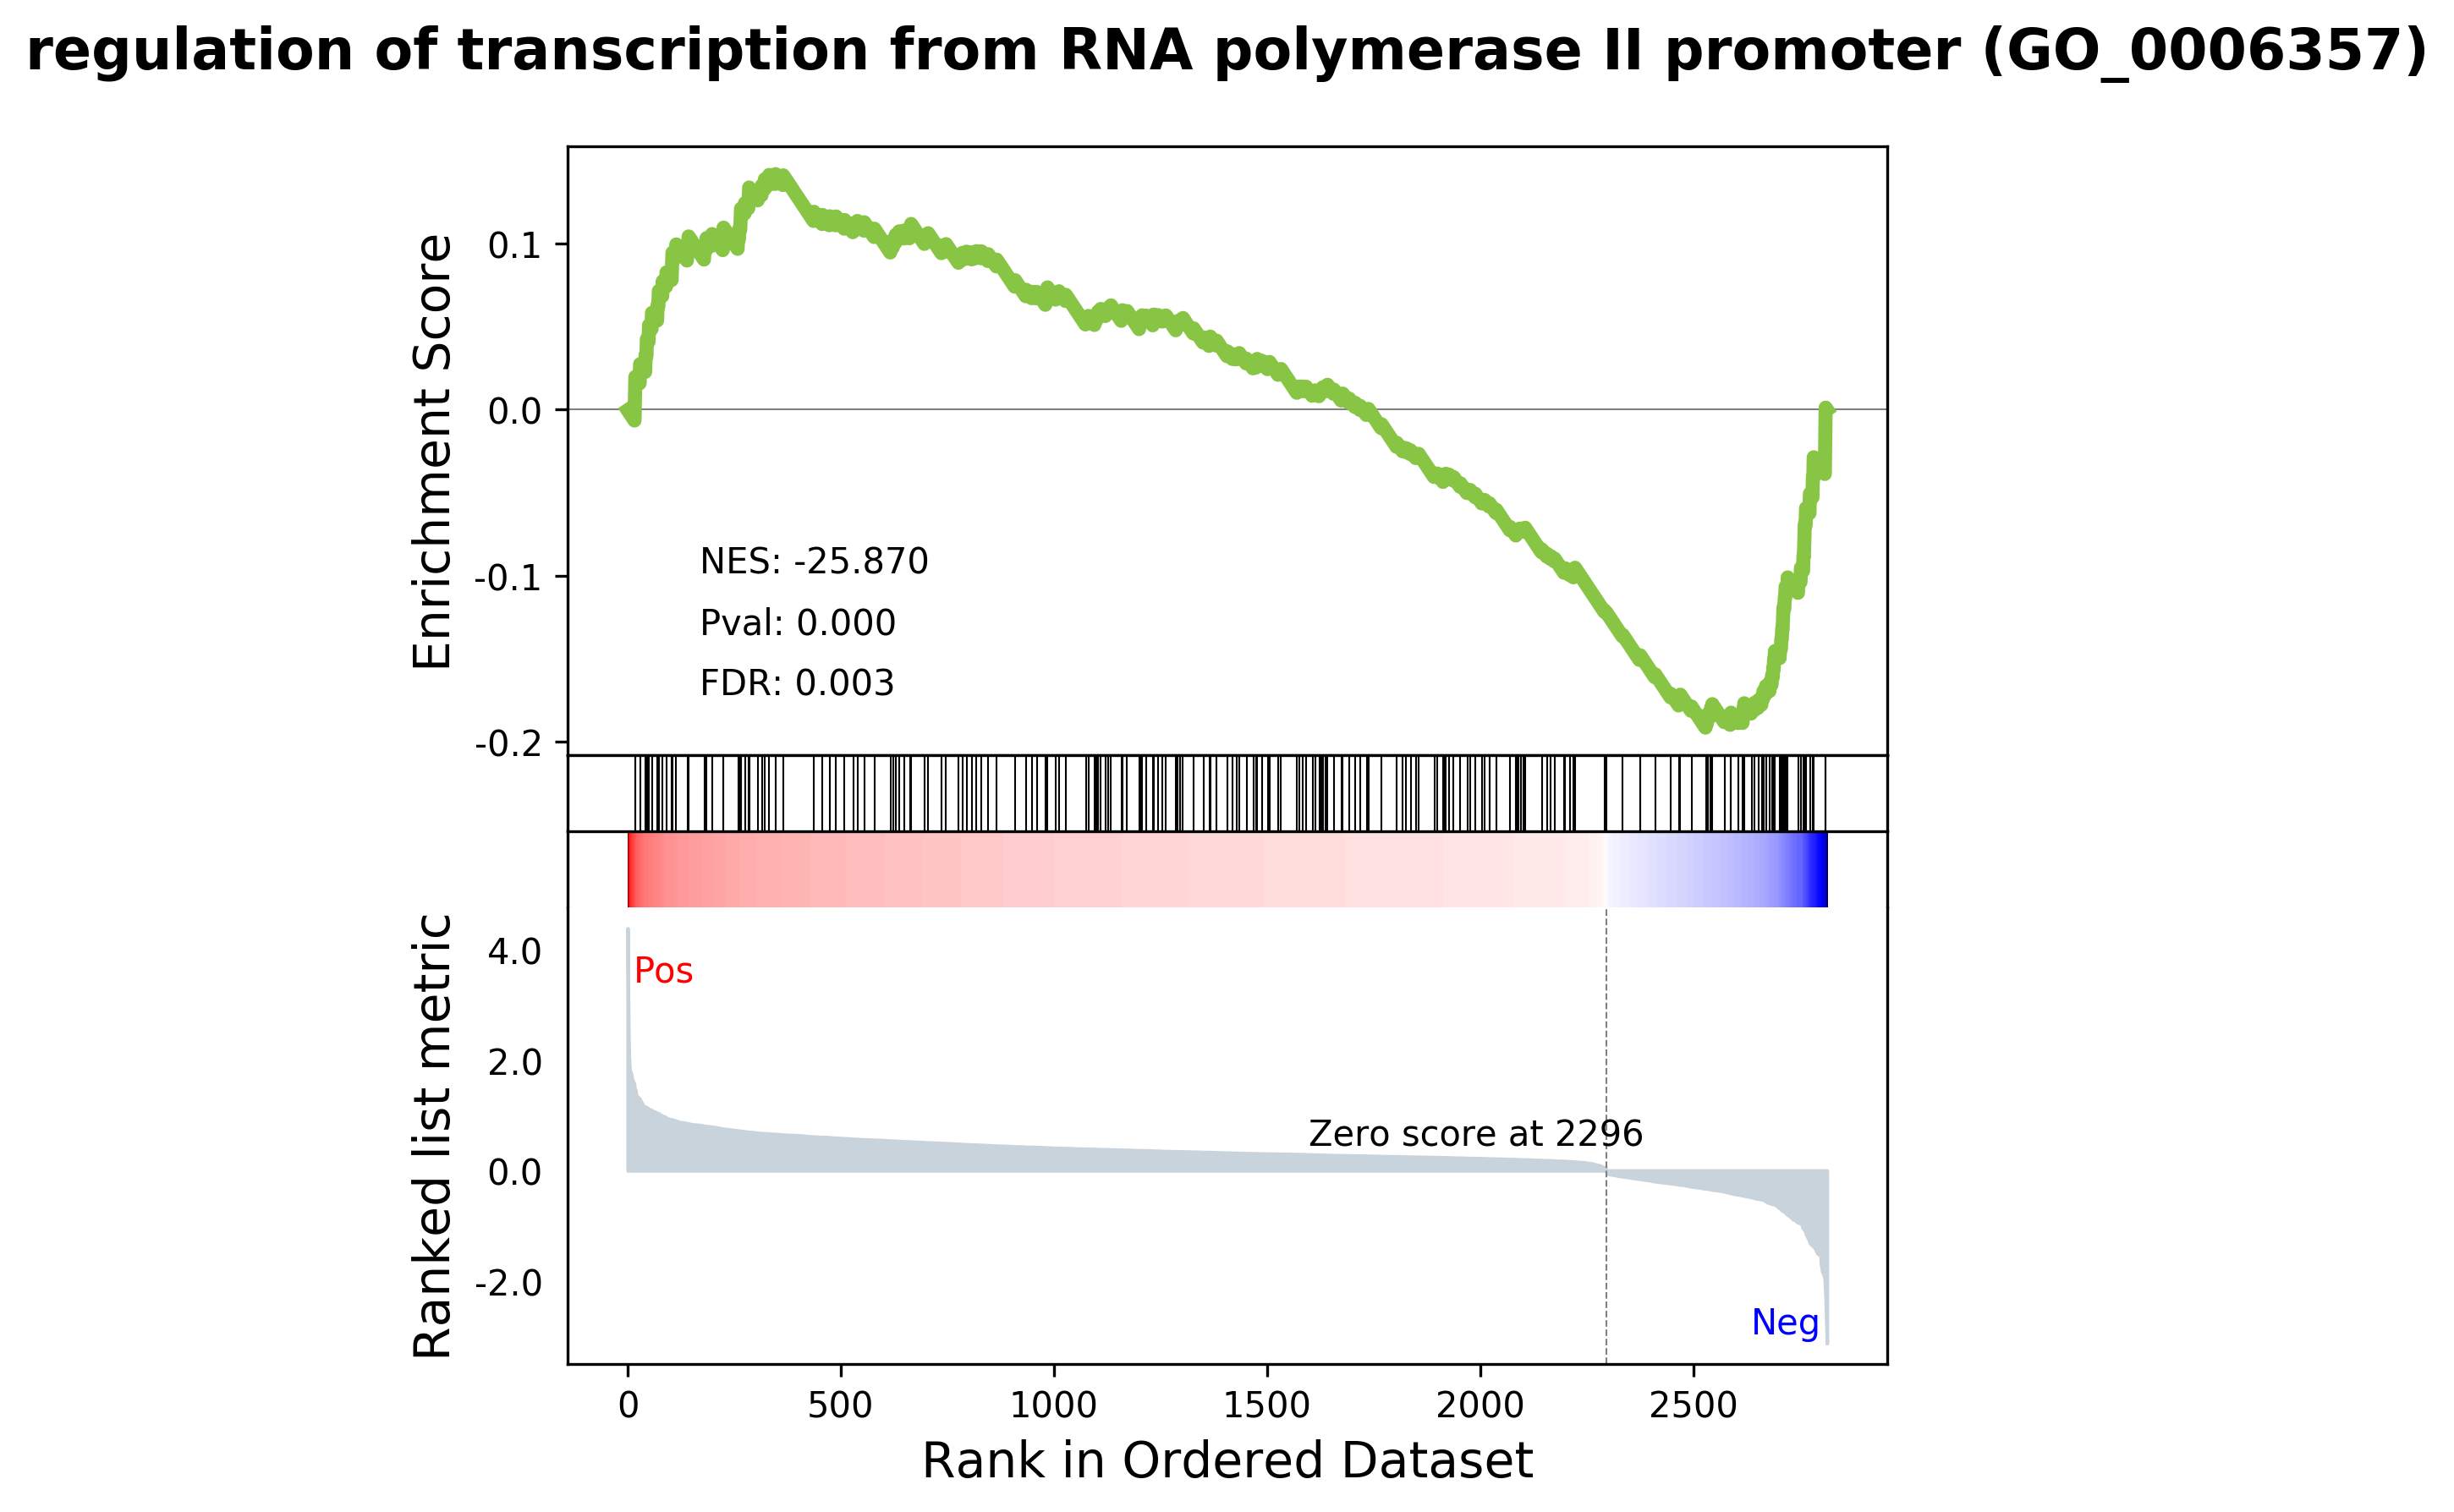 regulation of transcription from RNA polymerase II promoter (GO_0006357)
Enrichment Score
0.1
0.0
-0.1
-0.2
NES: -25.870
Pval: 0.000
FDR: 0.003
Ranked list metric
4.0
2.0
0.0
-2.0
Pos
Zero score at 2296
Neg
0 500 1000 1500 2000 2500
Rank in Ordered Dataset